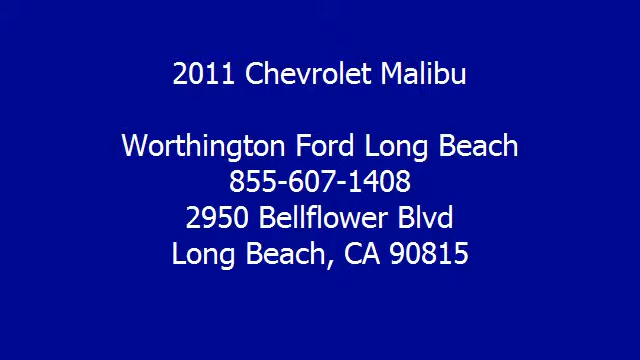 2011 Chevrolet Malibu
Worthington Ford Long Beach
855-607-1408
2950 Bellflower Blvd
Long Beach, CA 90815